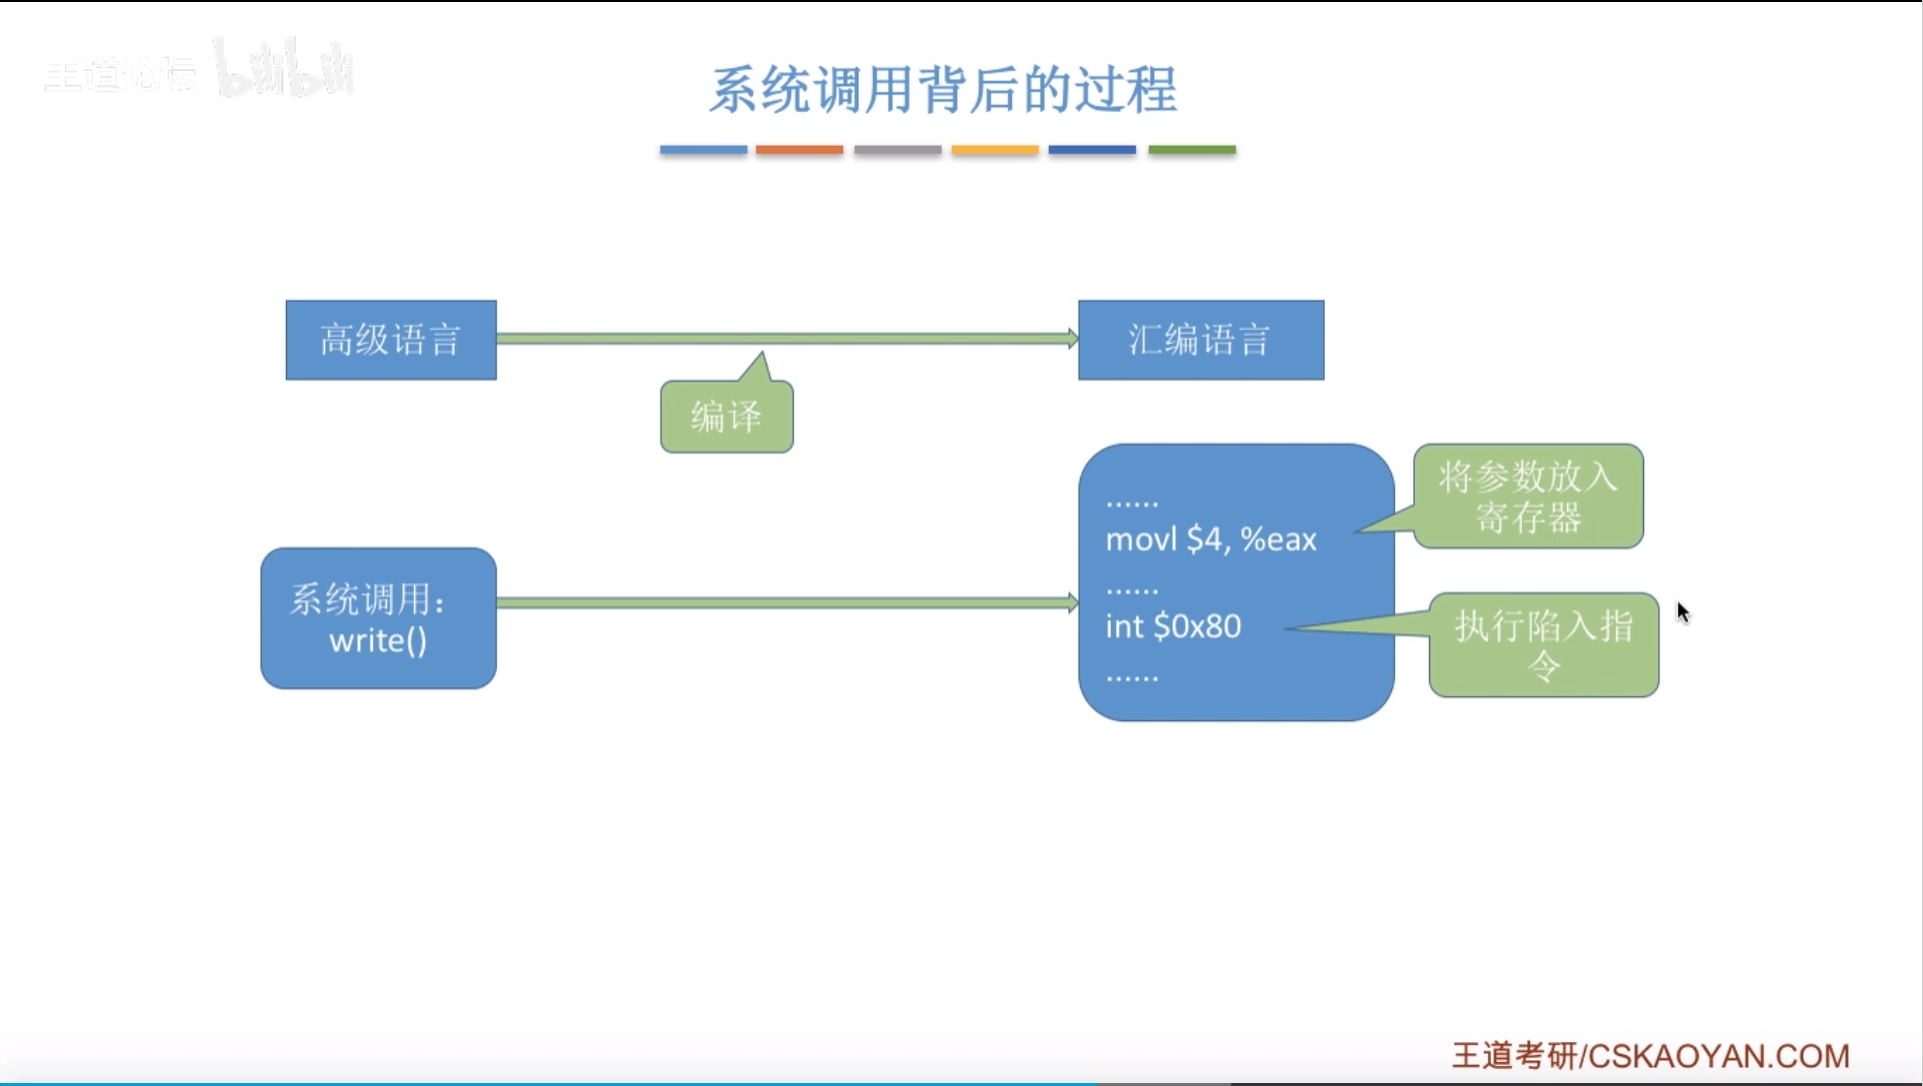 王道论坛 bilibili
系统调用背后的过程
高级语言
汇编语言
编译
系统调用：
write()
……
movl $4, %eax
……
int $0x80
……
将参数放入
寄存器
执行陷入指
令
王道考研/CSKAOYAN.COM